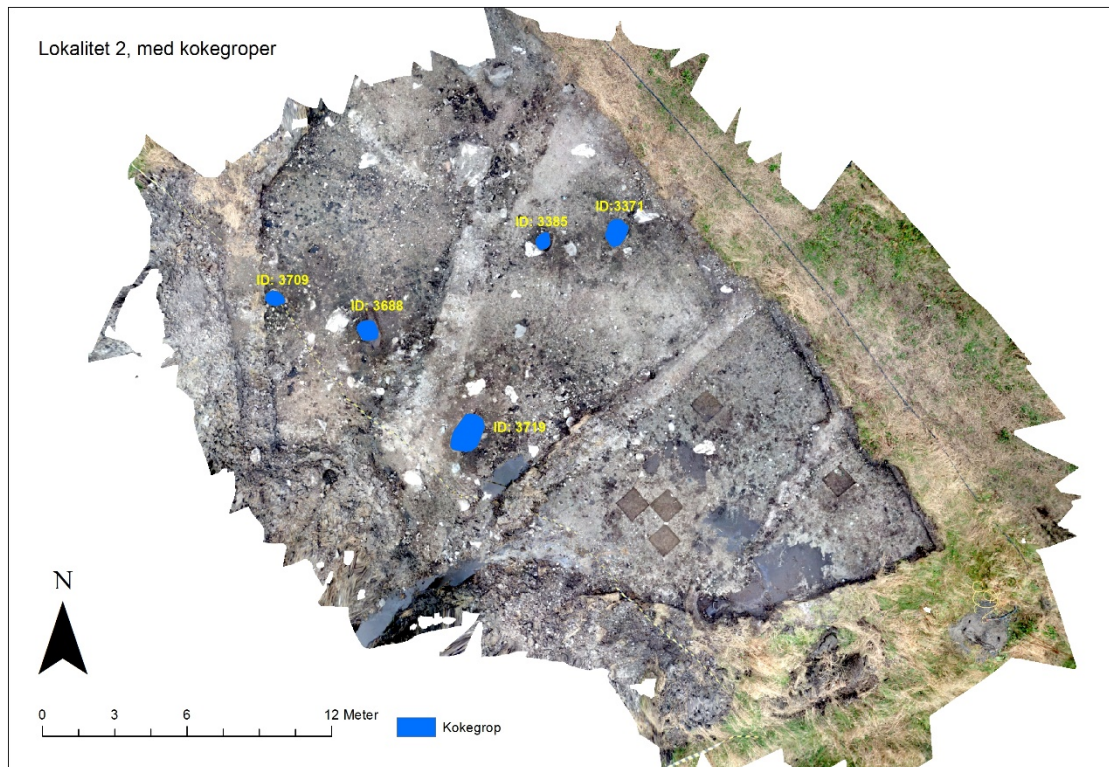 Lokalitet 2, med kokegroper
ID: 3385
ID:3371
ID: 3709
ID: 3688
ID: 3719
N
0 3 6 12 Meter
Kokegrop